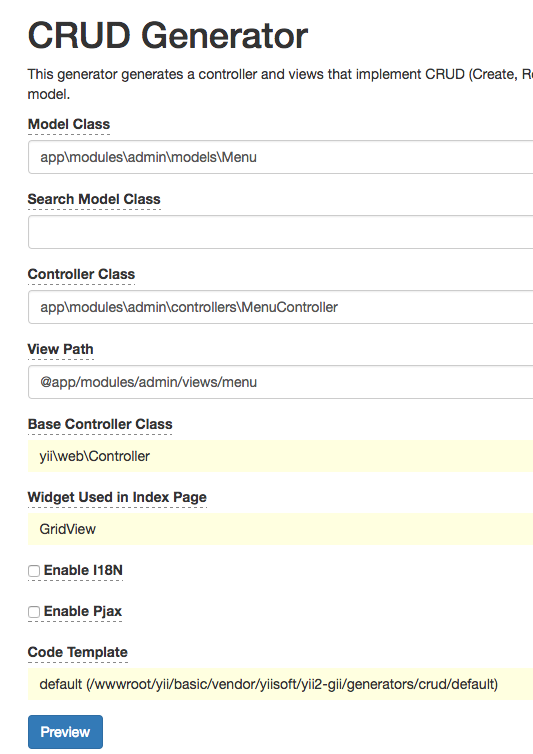 CRUD Generator
This generator generates a controller and views that implement CRUD (Create,
model.
Model Class
app\modules\admin\models\Menu
Search Model Class
Controller Class
app\modules\admin\controllers\MenuController
View Path
@app/modules/admin/views/menu
Base Controller Class
yii\web\Controller
Widget Used in Index Page
GridView
Enable I18N
Enable Pjax
Code Template
default (/wwwroot/yii/basic/vendor/yiisoft/yii2-gii/generators/crud/default)
Preview